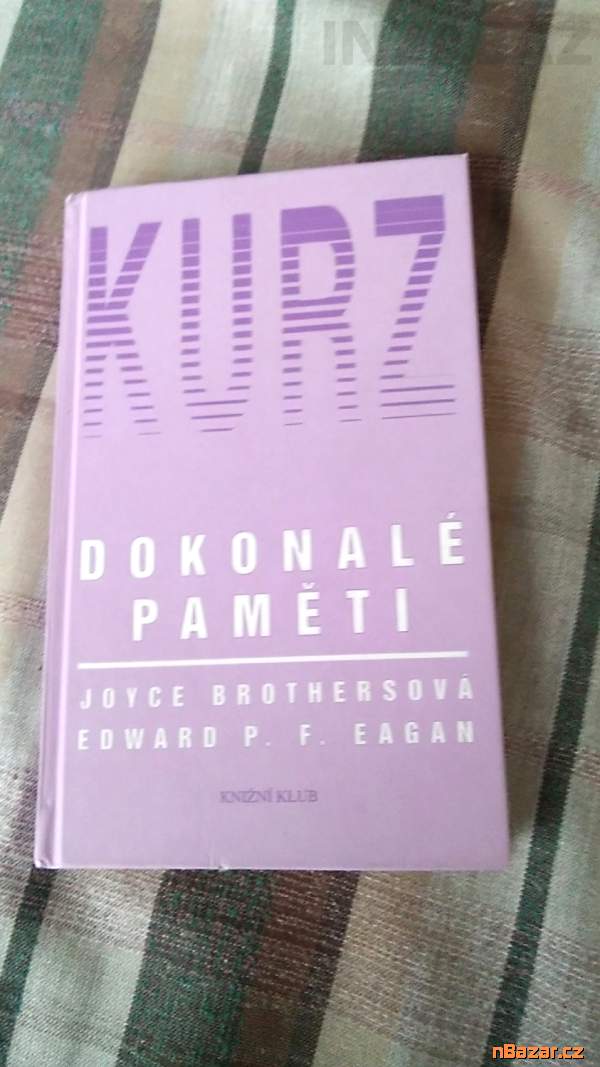 KURZ
DOKONALÉ
PAMĚTI
JOYCE BROTHERSOVÁ
EDWARD P. F. EAGAN
KNIŽNÍ KLUB
nBazar.cz